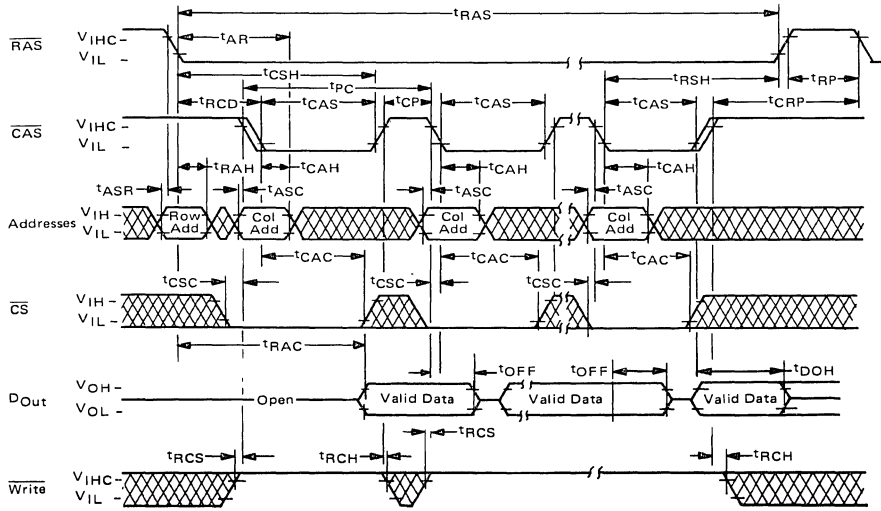 tRAS
RAS VIHC tAR
VIL
tCSH tPC tRSH tRP
tRCD tCAS tCP tCAS tCAS tCRP
CAS VIHC
VIL
tRAH tCAH tCAH tCAH
tASR tASC tASC tASC
Addresses VIH Row Add Col Add Col Add Col Add
VIL
tCAC tCAC tCAC
tCSC tCSC tCSC
CS VIH
VIL
tRAC
tOFF tOFF tDOH
DOut VOH Open Valid Data Valid Data Valid Data
VOL
tRCS
tRCS tRCH tRCH
Write VIHC
VIL